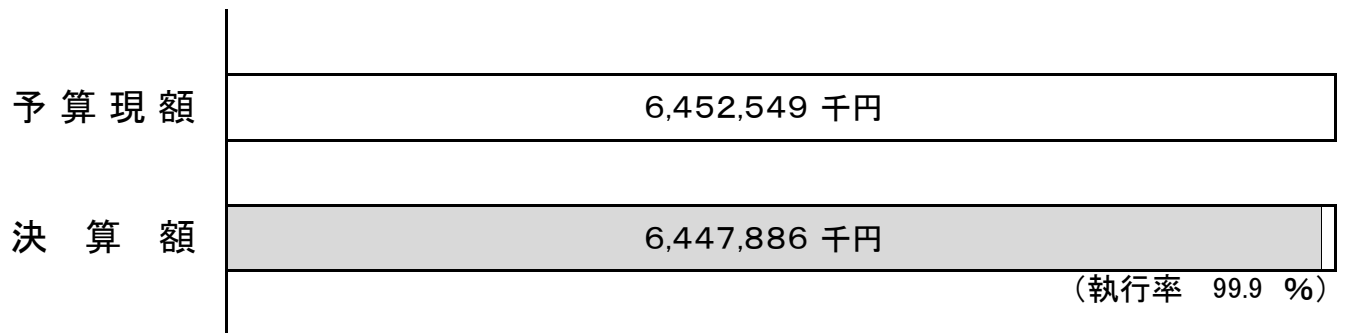 予算現額
6,452,549 千円
決算額
6,447,886 千円
（執行率 99.9 %）